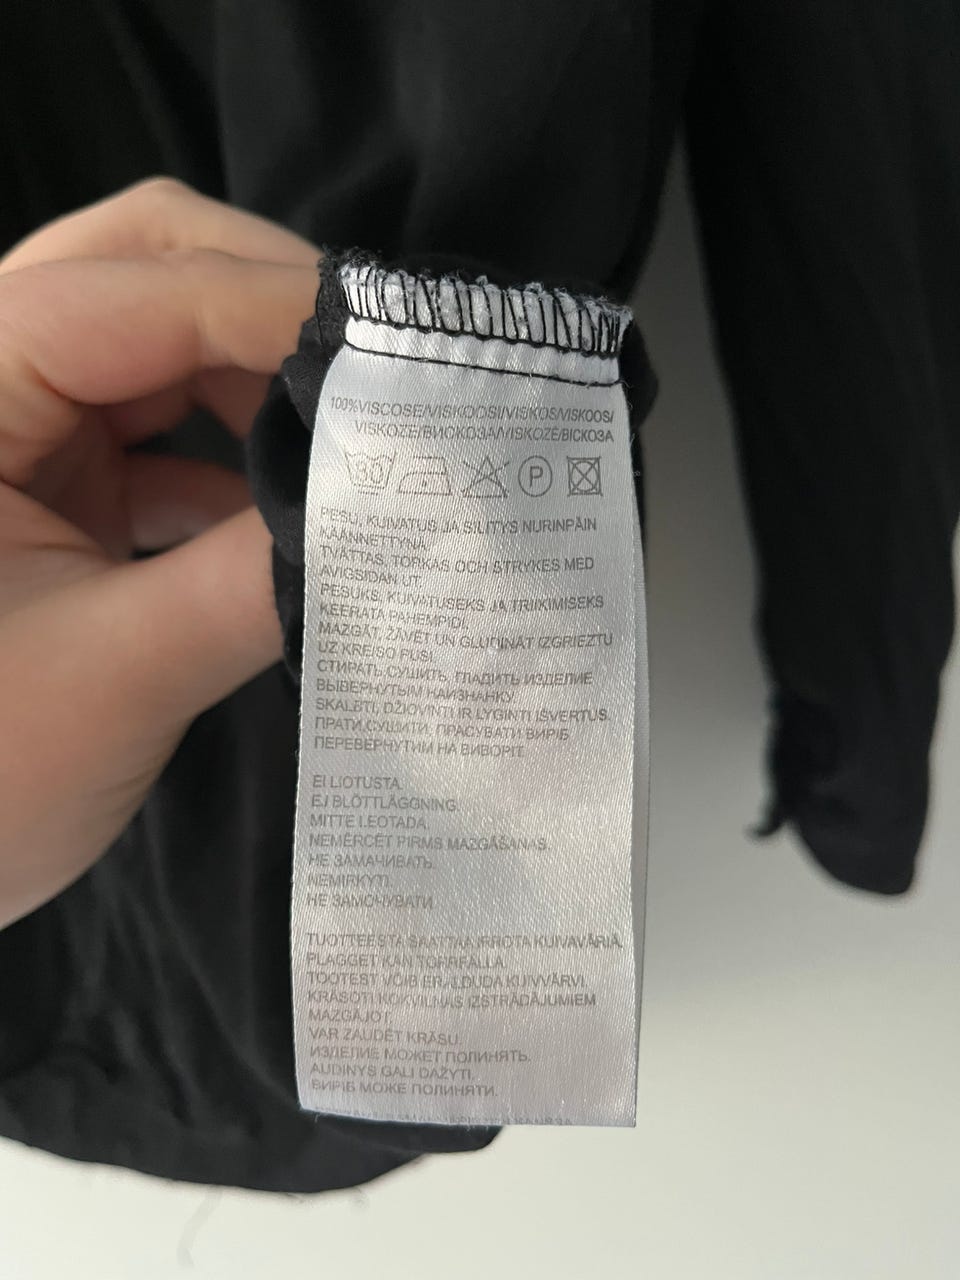 100%VISCOSE/VISKOOSI/VISKOS/VISKOOS/
VISKOZE/ВИСКОЗА/VISKOZE/ВІСКОЗА
30 P
PESU, KUIVATUS JA SILITYS NURINPÄIN
KÄÄNNETTYNÄ.
TVÄTTAS, TORKAS OCH STRYKES MED
AVIGSIDAN UT.
PESUKS, KUIVATUSEKS JA TRIIKIMISEKS
KEERATA PAHEMPIDI.
MAZGĀT, ŽĀVĒT UN GLUDINĀT IZGRIEZTU
UZ KREISO PUSI.
СТИРАТЬ, СУШИТЬ, ГЛАДИТЬ ИЗДЕЛИЕ
ВЫВЕРНУТЫМ НАИЗНАНКУ.
SKALBTI, DŽIOVINTI IR LYGINTI IŠVERTUS.
ПРАТИ,СУШИТИ, ПРАСУВАТИ ВИРІБ
ПЕРЕВЕРНУТИМ НА ВИВОРІТ.
EI LIOTUSTA.
EJ BLÖTTLÄGGNING.
MITTE LEOTADA.
NEMĒRCĒT PIRMS MAZGĀŠANAS.
НЕ ЗАМАЧИВАТЬ.
NEMIRKYTI.
НЕ ЗАМОЧУВАТИ
TUOTTEESTA SAATTAA IRROTA KUIVAVÄRIÄ.
PLAGGET KAN TORRFÄLLA.
TOOTEST VÕIB ERALDUDA KUIVVÄRVI.
KRĀSOTI KOKVILNAS IZSTRĀDĀJUMIEM
MAZGĀJOT,
VAR ZAUDĒT KRĀSU.
ИЗДЕЛИЕ МОЖЕТ ПОЛИНЯТЬ.
AUDINYS GALI DAŽYTI.
ВИРІБ МОЖЕ ПОЛИНЯТИ.